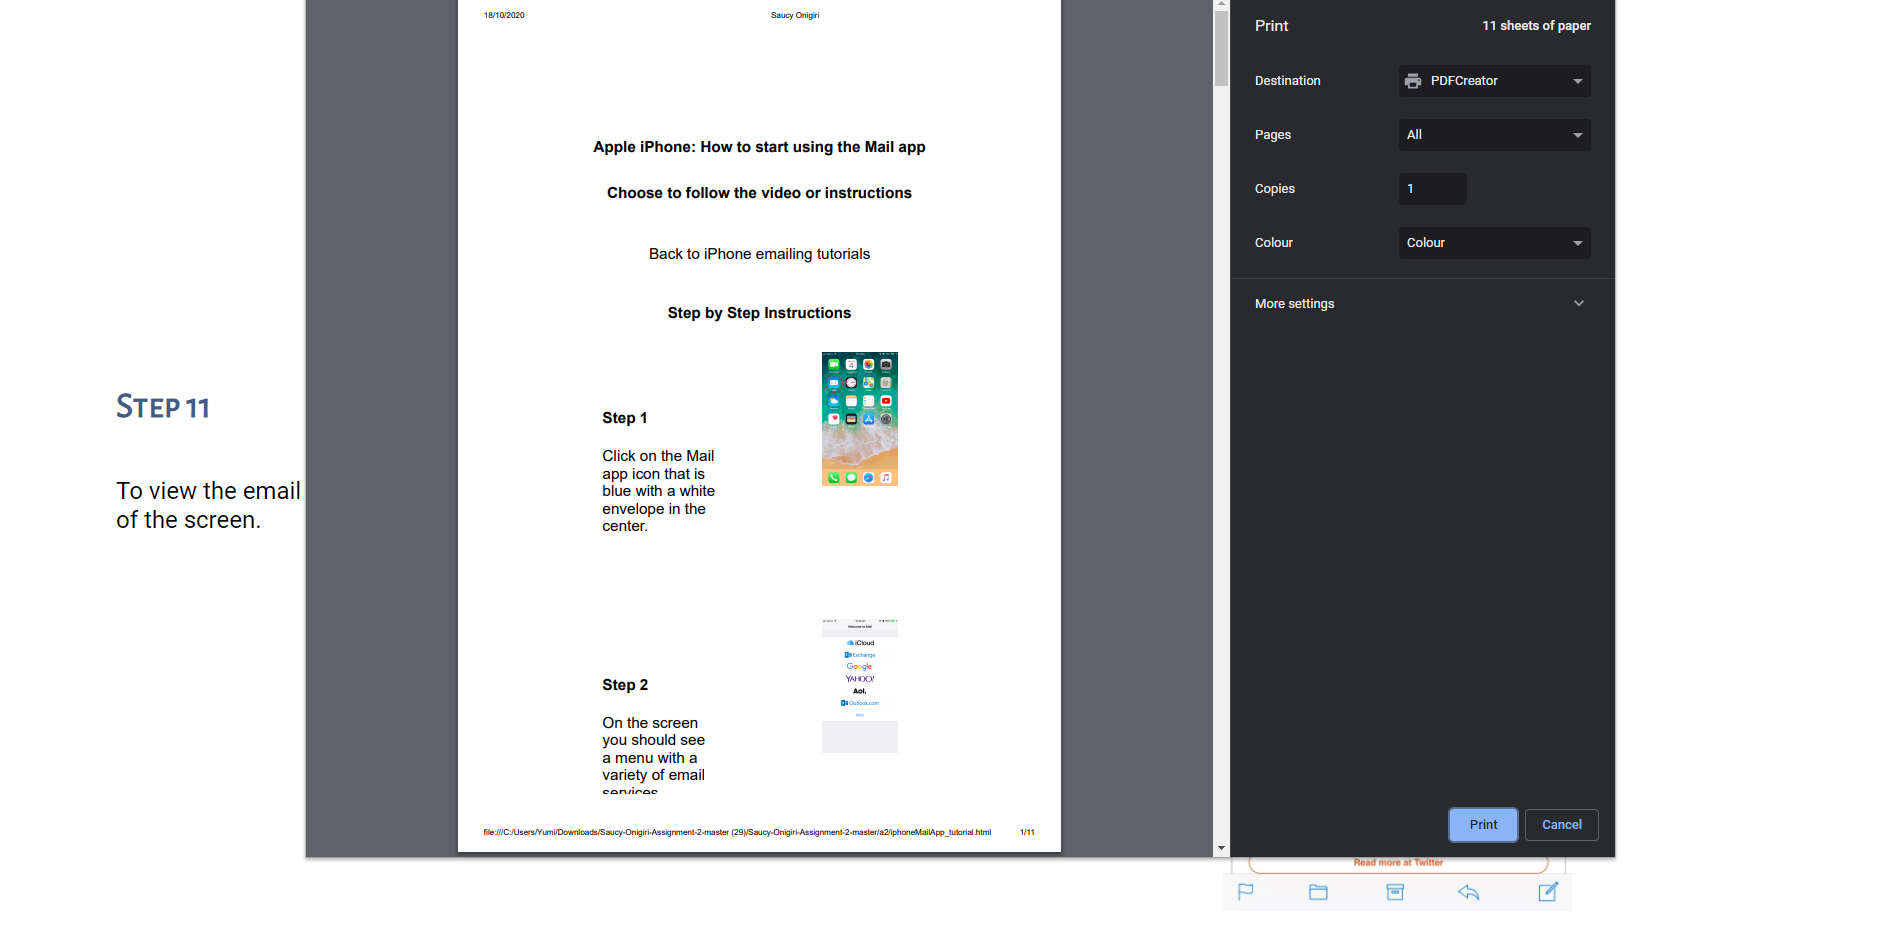 18/10/2020
Saucy Onigiri
Apple iPhone: How to start using the Mail app
Choose to follow the video or instructions
Back to iPhone emailing tutorials
Step by Step Instructions
Step 1
Click on the Mail
app icon that is
blue with a white
envelope in the
center.
Welcome to Mail
iCloud
Exchange
Google
YAHOO!
Aol.
Outlook.com
Step 2
On the screen
you should see
a menu with a
variety of email
services
file:///C:/Users/Yumi/Downloads/Saucy-Onigiri-Assignment-2-master (29)/Saucy-Onigiri-Assignment-2-master/a2/iphoneMailApp_tutorial.html
1/11
STEP 11
To view the email
of the screen.
Print
11 sheets of paper
Destination
PDFCreator
Pages
All
Copies
1
Colour
Colour
More settings
Print
Cancel
Read more at Twitter